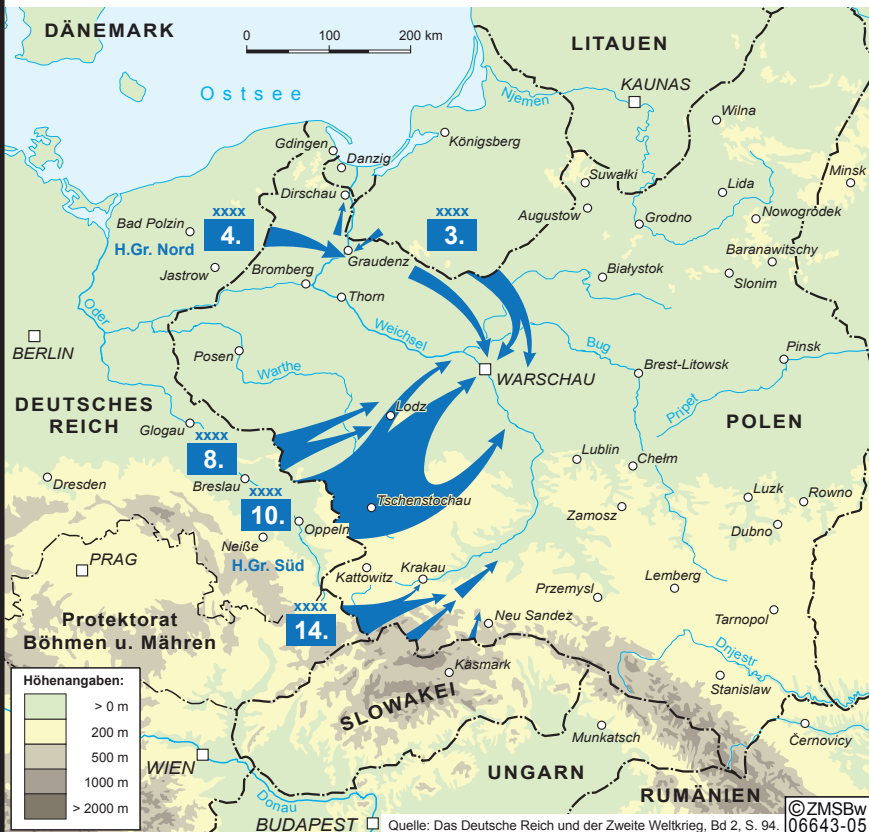 DÄNEMARK
0 100 200 km
LITAUEN
KAUNAS
Ostsee
Niemen
Wilna
Gdingen
Königsberg
Danzig
Dirschau
Suwałki
Lida
Minsk
Augustow
Grodno
Nowogrodek
Bad Polzin
xxxx
4.
xxxx
3.
H.Gr. Nord
Graudenz
Baranawitschy
Jastrow
Bromberg
Białystok
Slonim
Thorn
Oder
Weichsel
Bug
BERLIN
Posen
Warthe
WARSCHAU
Brest-Litowsk
Pinsk
Pripet
DEUTSCHES
REICH
Lodz
POLEN
Glogau
xxxx
8.
Lublin
Chełm
Dresden
Breslau
xxxx
10.
Tschenstochau
Luzk
Rowno
Zamosz
Oppeln
Dubno
Neiße
PRAG
H.Gr. Süd
Kattowitz
Krakau
Przemysl
Lemberg
xxxx
14.
Protektorat
Böhmen u. Mähren
Neu Sandez
Tarnopol
Dnjestr
Höhenangaben:
> 0 m
200 m
500 m
1000 m
> 2000 m
Käsmark
SLOWAKEI
Stanislaw
Munkatsch
Černovicy
WIEN
UNGARN
Donau
RUMÄNIEN
BUDAPEST
Quelle: Das Deutsche Reich und der Zweite Weltkrieg, Bd 2, S. 94.
©ZMSBw
06643-05